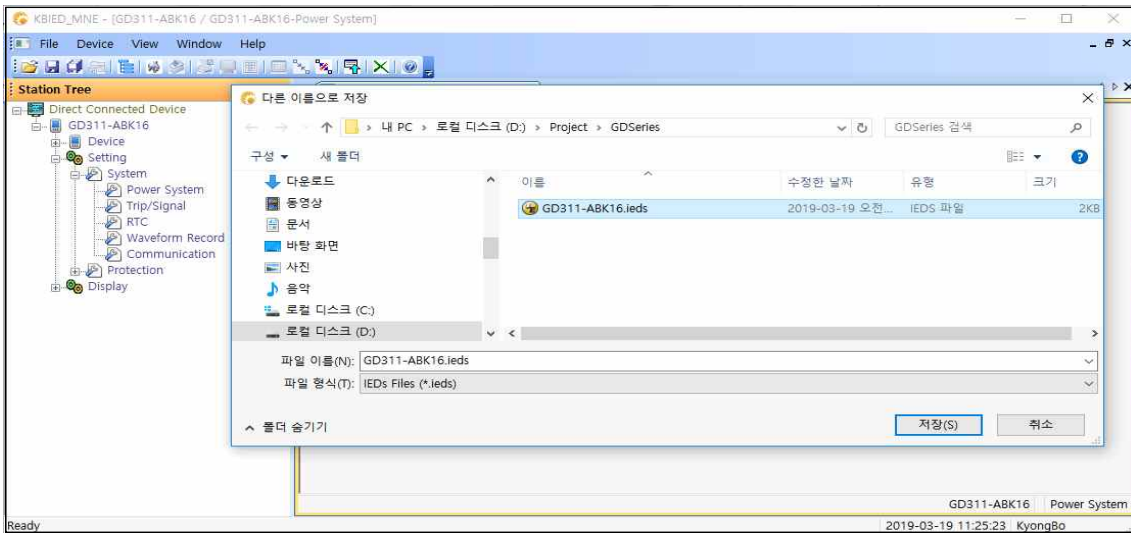 KBIED_MNE - [GD311-ABK16 / GD311-ABK16-Power System]
File Device View Window Help
Station Tree
Direct Connected Device
GD311-ABK16
Device
Setting
System
Power System
Trip/Signal
RTC
Waveform Record
Communication
Protection
Display
다른 이름으로 저장
내 PC > 로컬 디스크 (D:) > Project > GDSeries
GDSeries 검색
구성 새 폴더
다운로드
동영상
문서
바탕 화면
사진
음악
로컬 디스크 (C:)
로컬 디스크 (D:)
이름 수정한 날짜 유형 크기
GD311-ABK16.ieds 2019-03-19 오전... IEDS 파일 2KB
파일 이름(N): GD311-ABK16.ieds
파일 형식(T): IEDs Files (*.ieds)
폴더 숨기기
저장(S) 취소
GD311-ABK16 Power System
Ready 2019-03-19 11:25:23 KyongBo